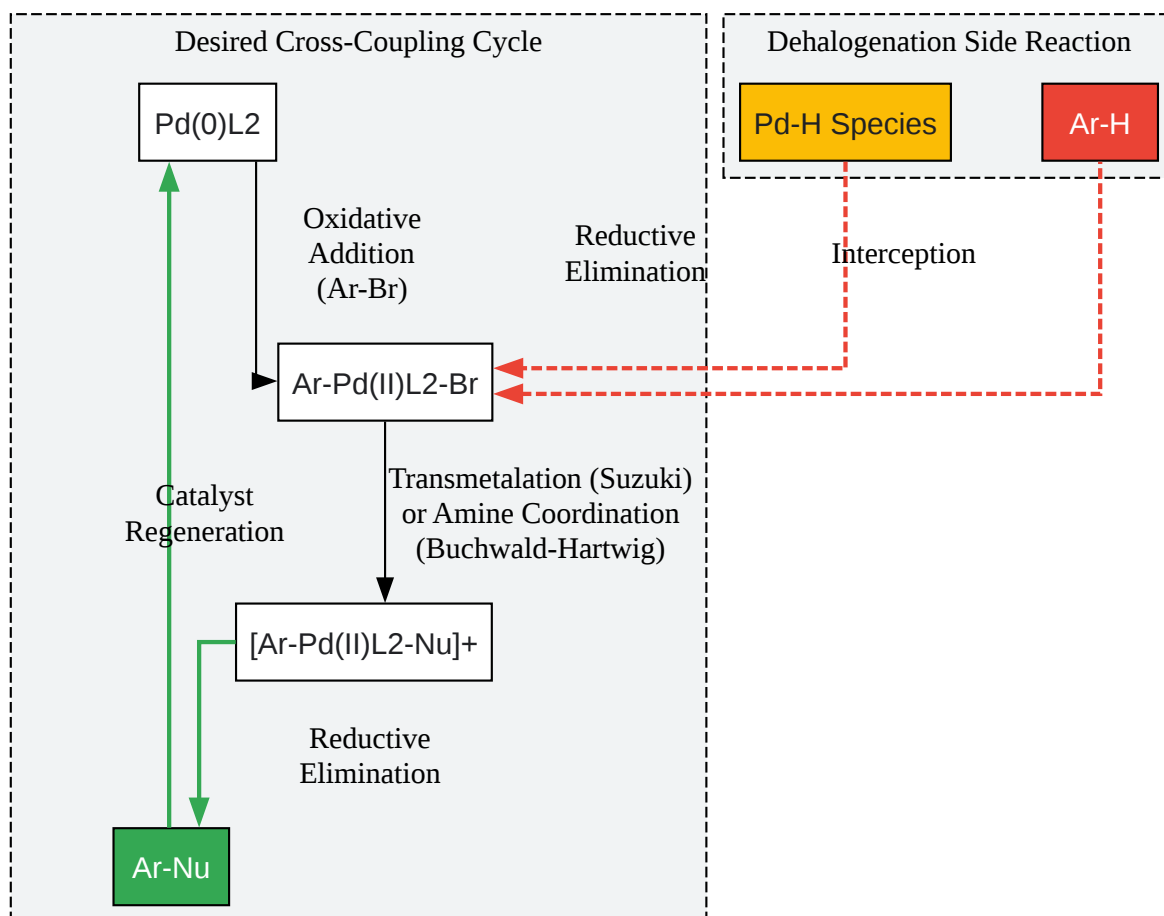 Desired Cross-Coupling Cycle
Dehalogenation Side Reaction
Pd(0)L2
Pd-H Species
Ar-H
Oxidative
Addition
(Ar-Br)
Reductive
Elimination
Interception
Ar-Pd(II)L2-Br
Transmetalation (Suzuki)
or Amine Coordination
(Buchwald-Hartwig)
Catalyst
Regeneration
[Ar-Pd(II)L2-Nu]+
Reductive
Elimination
Ar-Nu